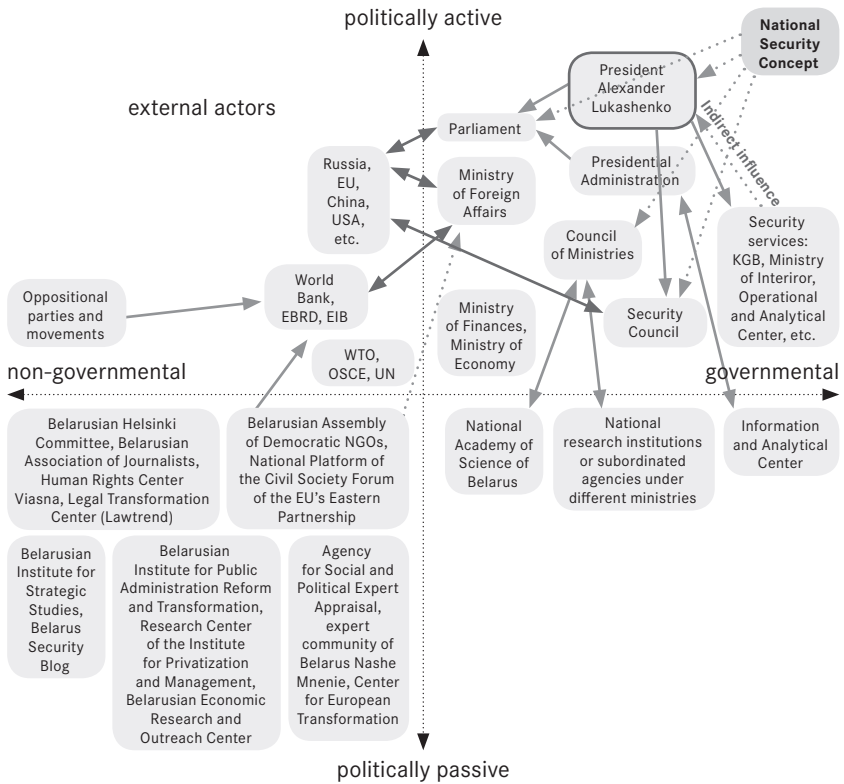 politically active
National
Security
Concept
President
Alexander
Lukashenko
external actors
Parliament
Indirect influence
Russia,
EU,
China,
USA,
etc.
Ministry
of Foreign
Affairs
Presidential
Administration
Council
of Ministries
Security
services:
KGB, Ministry
of Interiror,
Operational
and Analytical
Center, etc.
Oppositional
parties and
movements
World
Bank,
EBRD, EIB
Ministry
of Finances,
Ministry of
Economy
Security
Council
WTO,
OSCE, UN
non-governmental
governmental
Belarusian Helsinki
Committee, Belarusian
Association of Journalists,
Human Rights Center
Viasna, Legal Transformation
Center (Lawtrend)
Belarusian Assembly
of Democratic NGOs,
National Platform of
the Civil Society Forum
of the EU’s Eastern
Partnership
National
Academy of
Science of
Belarus
National
research institutions
or subordinated
agencies under
different ministries
Information
and Analytical
Center
Belarusian
Institute for
Strategic
Studies,
Belarus
Security
Blog
Belarusian
Institute for Public
Administration Reform
and Transformation,
Research Center
of the Institute
for Privatization
and Management,
Belarusian Economic
Research and
Outreach Center
Agency
for Social and
Political Expert
Appraisal,
expert
community of
Belarus Nashe
Mnenie, Center
for European
Transformation
politically passive